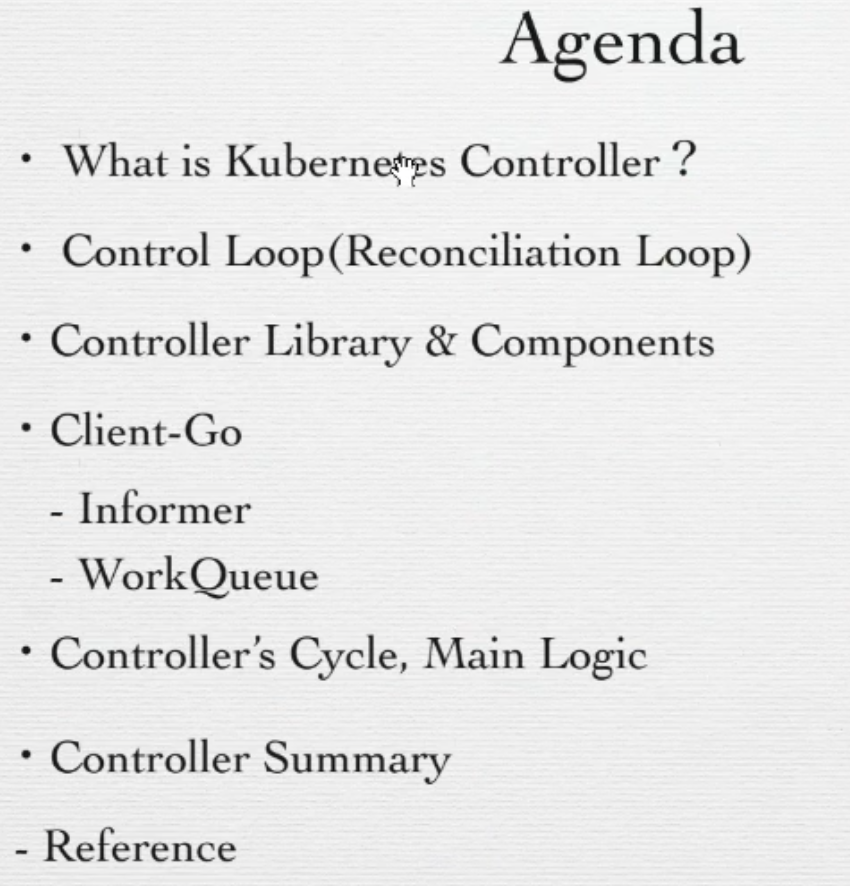 Agenda
• What is Kubernetes Controller ?
• Control Loop(Reconciliation Loop)
• Controller Library & Components
• Client-Go
- Informer
- WorkQueue
• Controller’s Cycle, Main Logic
• Controller Summary
- Reference